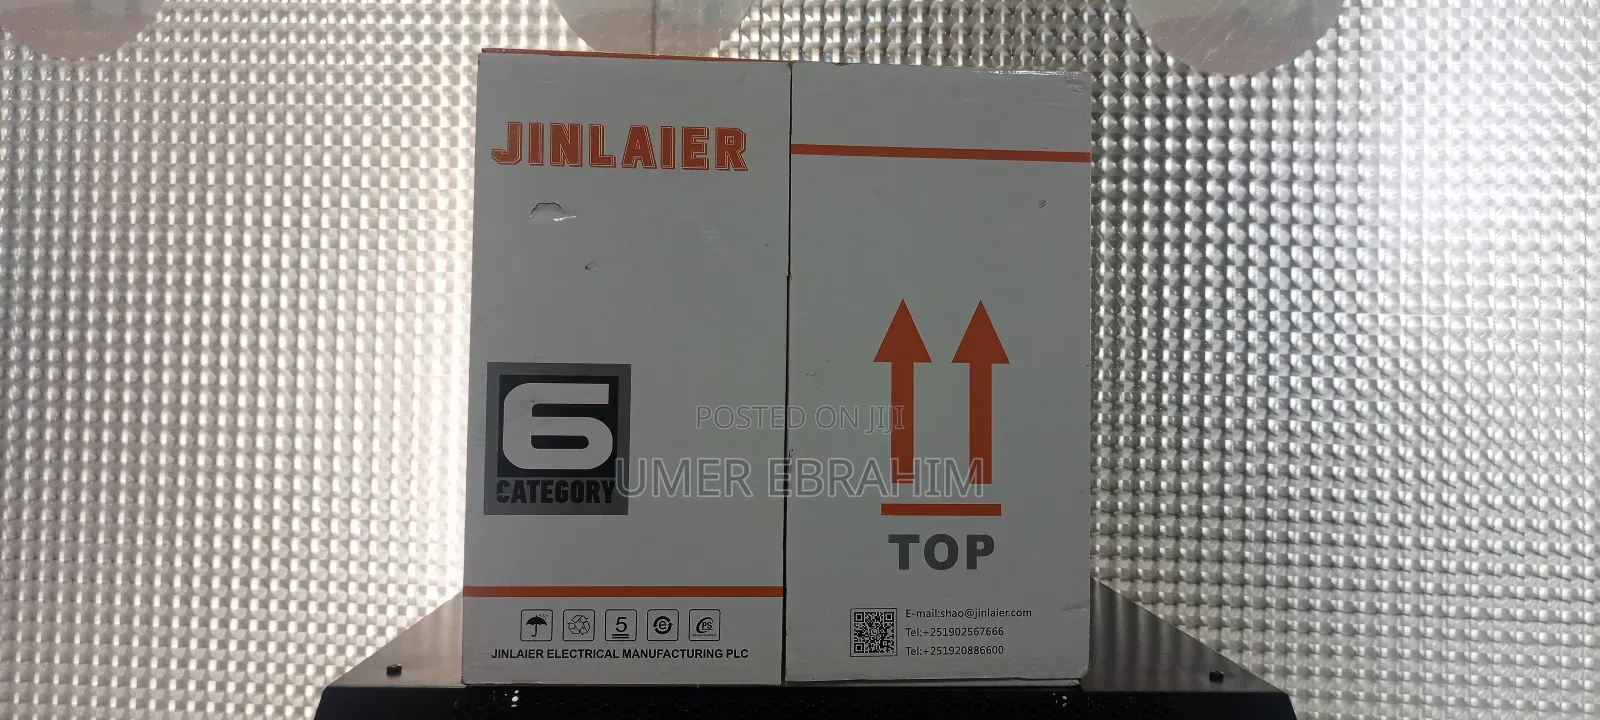 JINLAIER
6
CATEGORY
5
e
PS
JINLAIER ELECTRICAL MANUFACTURING PLC
TOP
E-mail:shao@jinlaier.com
Tel:+251902567666
Tel:+251920886600
POSTED ON JIJI
UMER EBRAHIM